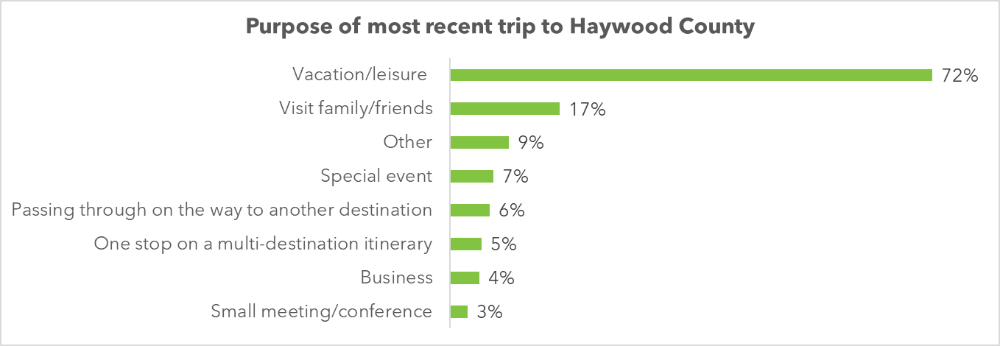 Purpose of most recent trip to Haywood County
Vacation/leisure 72%
Visit family/friends 17%
Other 9%
Special event 7%
Passing through on the way to another destination 6%
One stop on a multi-destination itinerary 5%
Business 4%
Small meeting/conference 3%